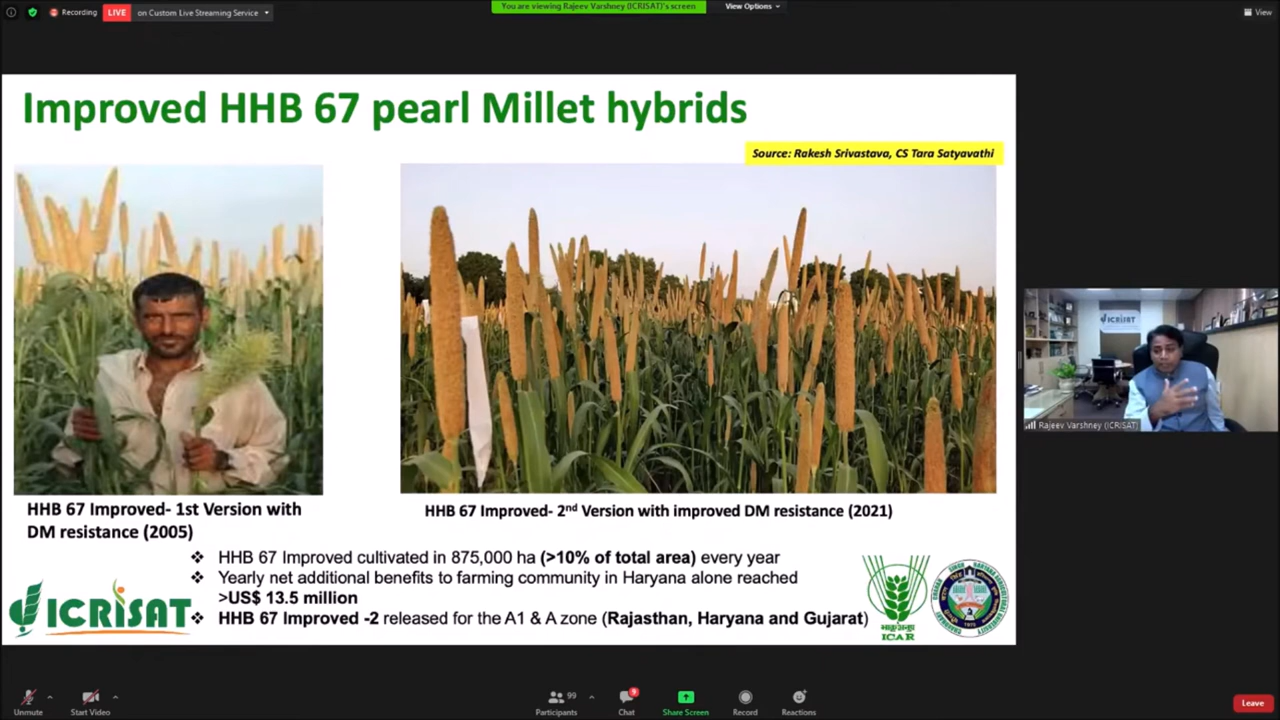 Recording
LIVE
on Custom Live Streaming Service
You are viewing Rajeev Varshney (ICRISAT)'s screen
View Options
View
Improved HHB 67 pearl Millet hybrids
Source: Rakesh Srivastava, CS Tara Satyavathi
HHB 67 Improved- 1st Version with
DM resistance (2005)
HHB 67 Improved- 2nd Version with improved DM resistance (2021)
❖ HHB 67 Improved cultivated in 875,000 ha (>10% of total area) every year
❖ Yearly net additional benefits to farming community in Haryana alone reached
>US$ 13.5 million
❖ HHB 67 Improved -2 released for the A1 & A zone (Rajasthan, Haryana and Gujarat)
ICRISAT
ICAR
ICRISAT
Rajeev Varshney (ICRISAT)
Unmute
Start Video
Participants
99
Chat
9
Share Screen
Record
Reactions
Leave